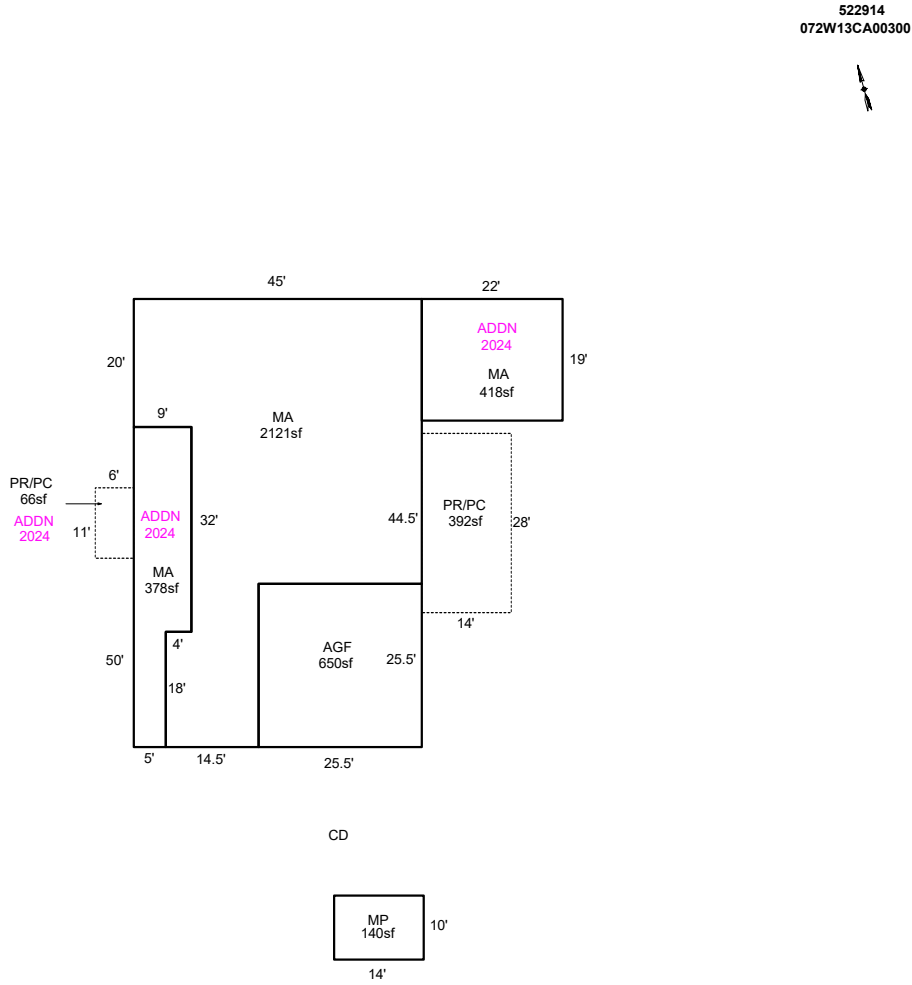 522914
072W13CA00300
45'
22'
ADDN
2024
MA
418sf
19'
20'
9'
MA
2121sf
6'
PR/PC
66sf
ADDN
2024
11'
ADDN
2024
MA
378sf
32'
44.5'
PR/PC
392sf
28'
14'
4'
50'
18'
AGF
650sf
25.5'
5'
14.5'
25.5'
CD
MP
140sf
10'
14'